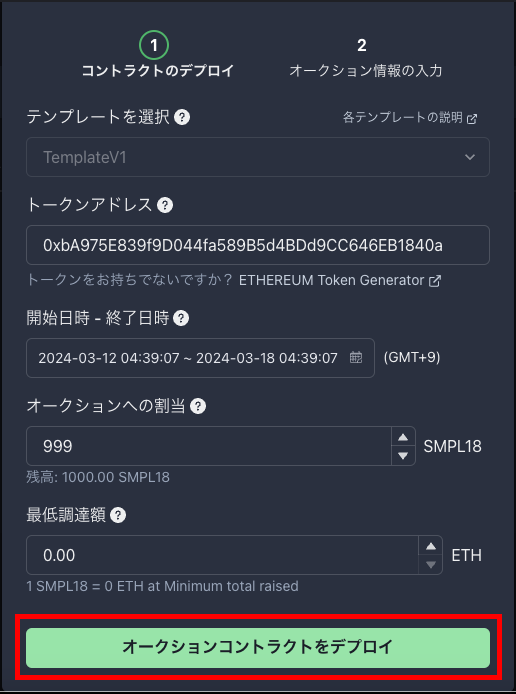 1 2
コントラクトのデプロイ オークション情報の入力
テンプレートを選択 ? 各テンプレートの説明
TemplateV1
トークンアドレス ?
0xbA975E839f9D044fa589B5d4BDd9CC646EB1840a
トークンをお持ちでないですか？ ETHEREUM Token Generator
開始日時 - 終了日時 ?
2024-03-12 04:39:07 ~ 2024-03-18 04:39:07 (GMT+9)
オークションへの割当 ?
999 SMPL18
残高: 1000.00 SMPL18
最低調達額 ?
0.00 ETH
1 SMPL18 = 0 ETH at Minimum total raised
オークションコントラクトをデプロイ